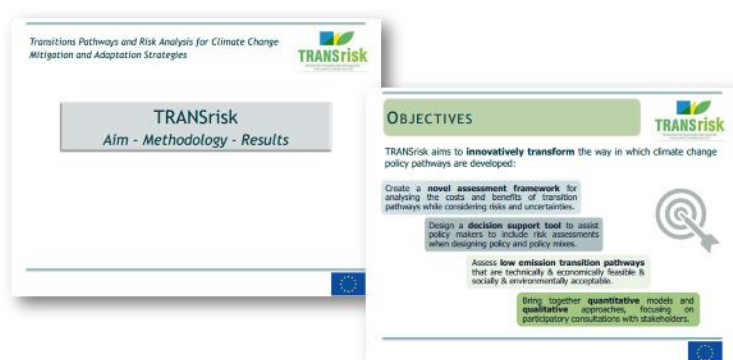 Transitions Pathways and Risk Analysis for Climate Change
Mitigation and Adaptation Strategies
TRANSrisk
TRANSrisk
Aim - Methodology - Results
OBJECTIVES
TRANSrisk
TRANSrisk aims to innovatively transform the way in which climate change
policy pathways are developed:
Create a novel assessment framework for
analysing the costs and benefits of transition
pathways while considering risks and uncertainties.
Design a decision support tool to assist
policy makers to include risk assessments
when designing policy and policy mixes.
Assess low emission transition pathways
that are technically & economically feasible &
socially & environmentally acceptable.
Bring together quantitative models and
qualitative approaches, focusing on
participatory consultations with stakeholders.